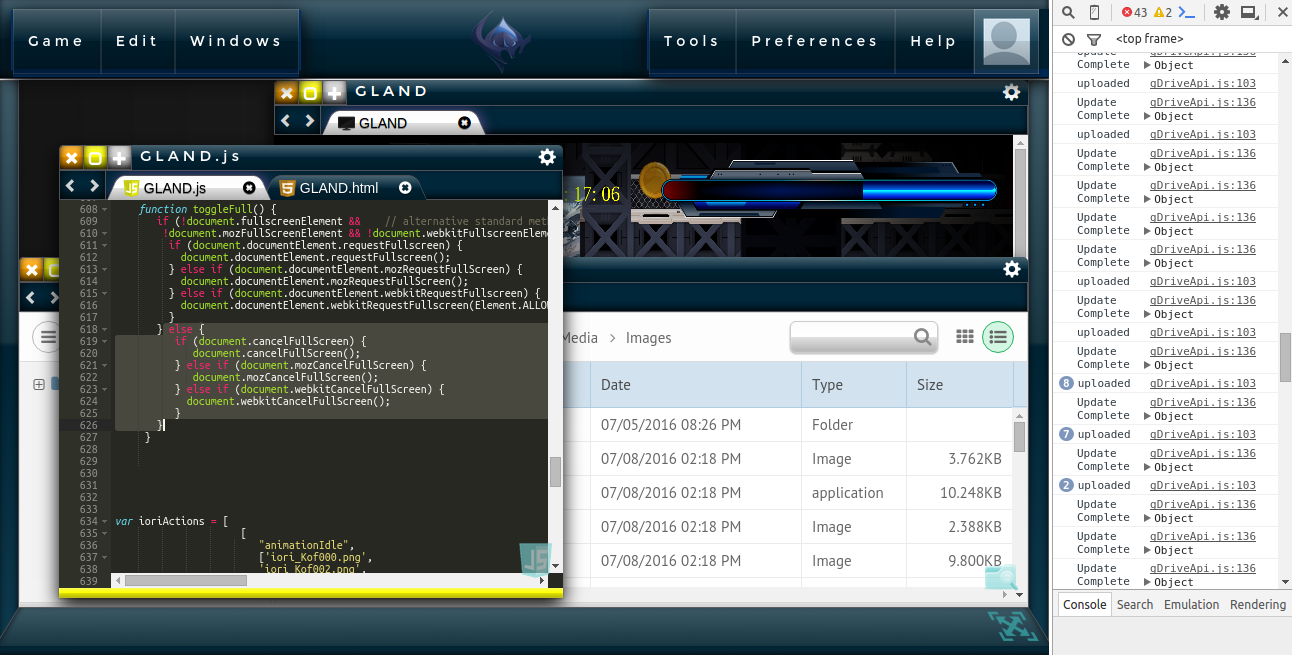 Game Edit Windows Tools Preferences Help
GLAND
GLAND
: 17:06
GLAND.js
GLAND.js GLAND.html
608 function toggleFull() {
609 if (!document.fullscreenElement && // alternative standard met
610 !document.mozFullScreenElement && !document.webkitFullscreenElem
611 if (document.documentElement.requestFullscreen) {
612 document.documentElement.requestFullscreen();
613 } else if (document.documentElement.mozRequestFullScreen) {
614 document.documentElement.mozRequestFullScreen();
615 } else if (document.documentElement.webkitRequestFullscreen) {
616 document.documentElement.webkitRequestFullscreen(Element.ALLO
617 }
618 } else {
619 if (document.cancelFullScreen) {
620 document.cancelFullScreen();
621 } else if (document.mozCancelFullScreen) {
622 document.mozCancelFullScreen();
623 } else if (document.webkitCancelFullScreen) {
624 document.webkitCancelFullScreen();
625 }
626 }
627 }
628
629
630
631
632
633
634 var ioriActions = [
635 [
636 "animationIdle",
637 ['iori_Kof000.png',
638 'iori_Kof002.png',
639
JS
Media > Images
Date Type Size
07/05/2016 08:26 PM Folder
07/08/2016 02:18 PM Image 3.762KB
07/08/2016 02:18 PM application 10.248KB
07/08/2016 02:18 PM Image 2.388KB
07/08/2016 02:18 PM Image 9.800KB
43 2
<top frame>
Update gDriveApi.js:136
Complete Object
uploaded gDriveApi.js:103
Update gDriveApi.js:136
Complete Object
uploaded gDriveApi.js:103
Update gDriveApi.js:136
Complete Object
Update gDriveApi.js:136
Complete Object
Update gDriveApi.js:136
Complete Object
Update gDriveApi.js:136
Complete Object
uploaded gDriveApi.js:103
Update gDriveApi.js:136
Complete Object
uploaded gDriveApi.js:103
Update gDriveApi.js:136
Complete Object
8 uploaded gDriveApi.js:103
Update gDriveApi.js:136
Complete Object
7 uploaded gDriveApi.js:103
Update gDriveApi.js:136
Complete Object
2 uploaded gDriveApi.js:103
Update gDriveApi.js:136
Complete Object
Update gDriveApi.js:136
Complete Object
Update gDriveApi.js:136
Complete Object
Console Search Emulation Rendering